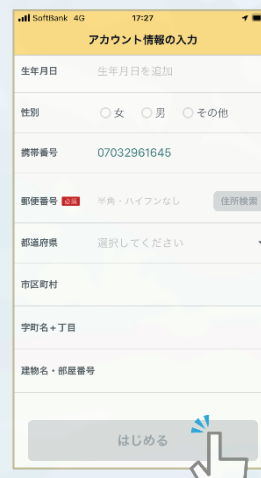 SoftBank 4G 17:27
アカウント情報の入力
生年月日 生年月日を追加
性別 女 男 その他
携帯番号 07032961645
郵便番号 必須 半角・ハイフンなし 住所検索
都道府県 選択してください
市区町村
字町名+丁目
建物名・部屋番号
はじめる